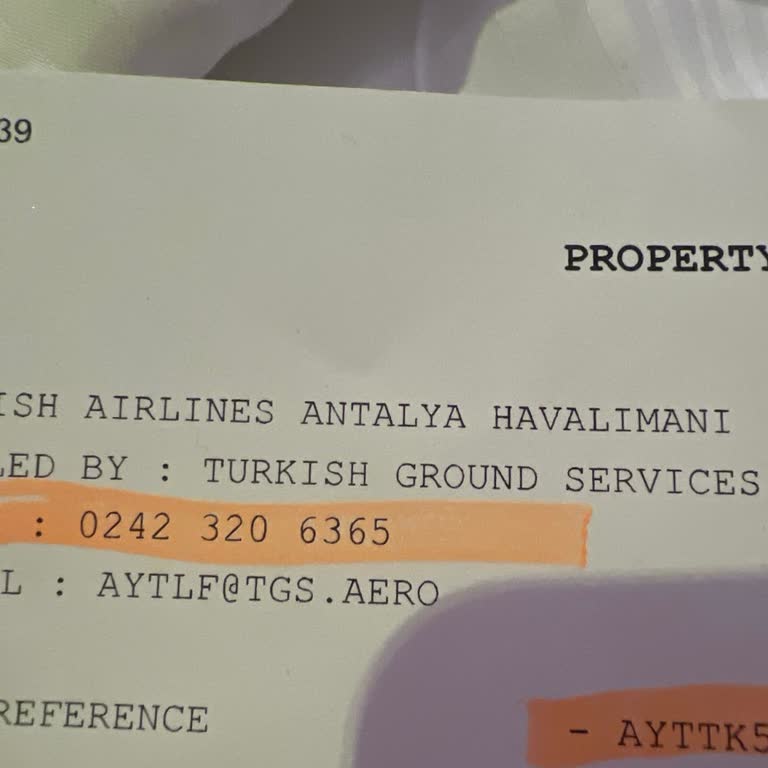 39
PROPERTY
ISH AIRLINES ANTALYA HAVALIMANI
LED BY : TURKISH GROUND SERVICES
: 0242 320 6365
L : AYTLF@TGS.AERO
REFERENCE - AYTTK5